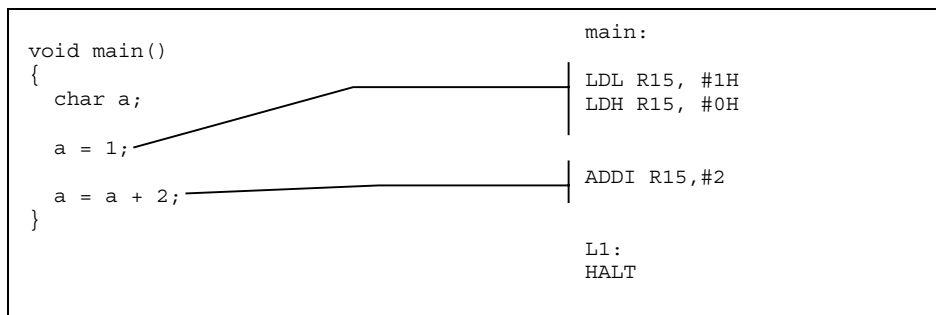 void main()
{
char a;
a = 1;
a = a + 2;
}
main:
LDL R15, #1H
LDH R15, #0H
ADDI R15,#2
L1:
HALT